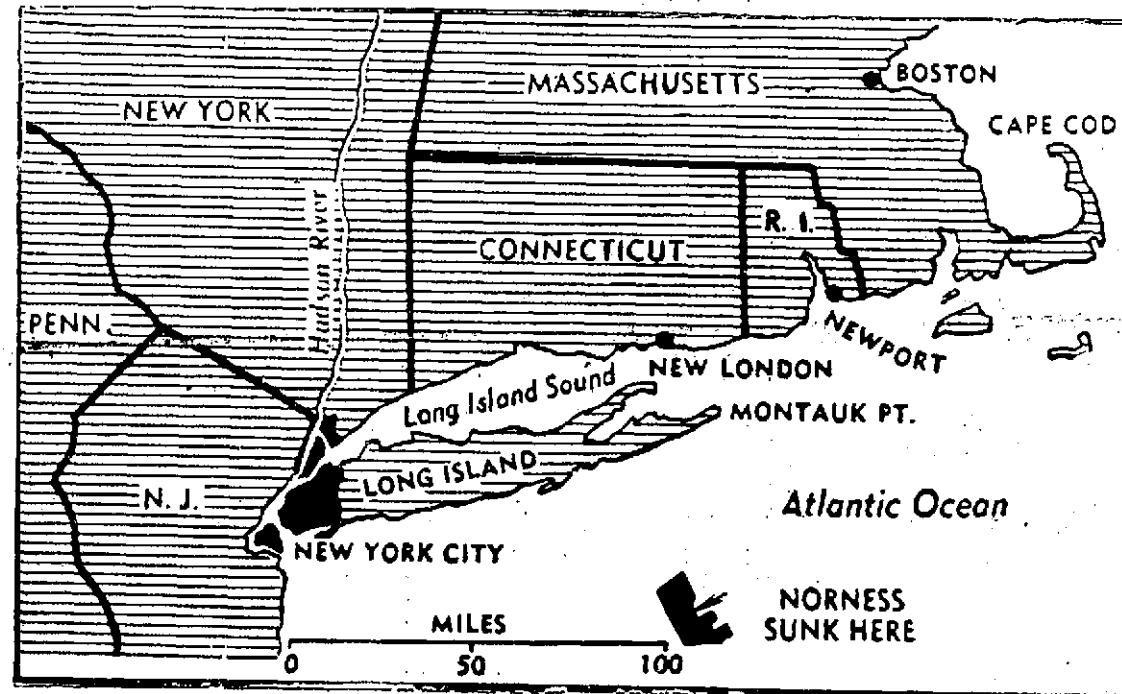 MASSACHUSETTS
BOSTON
NEW YORK
CAPE COD
Hudson River
CONNECTICUT
R. I.
PENN.
NEWPORT
Long Island Sound
NEW LONDON
MONTAUK PT.
LONG ISLAND
N. J.
Atlantic Ocean
NEW YORK CITY
NORNESS
SUNK HERE
MILES
0 50 100